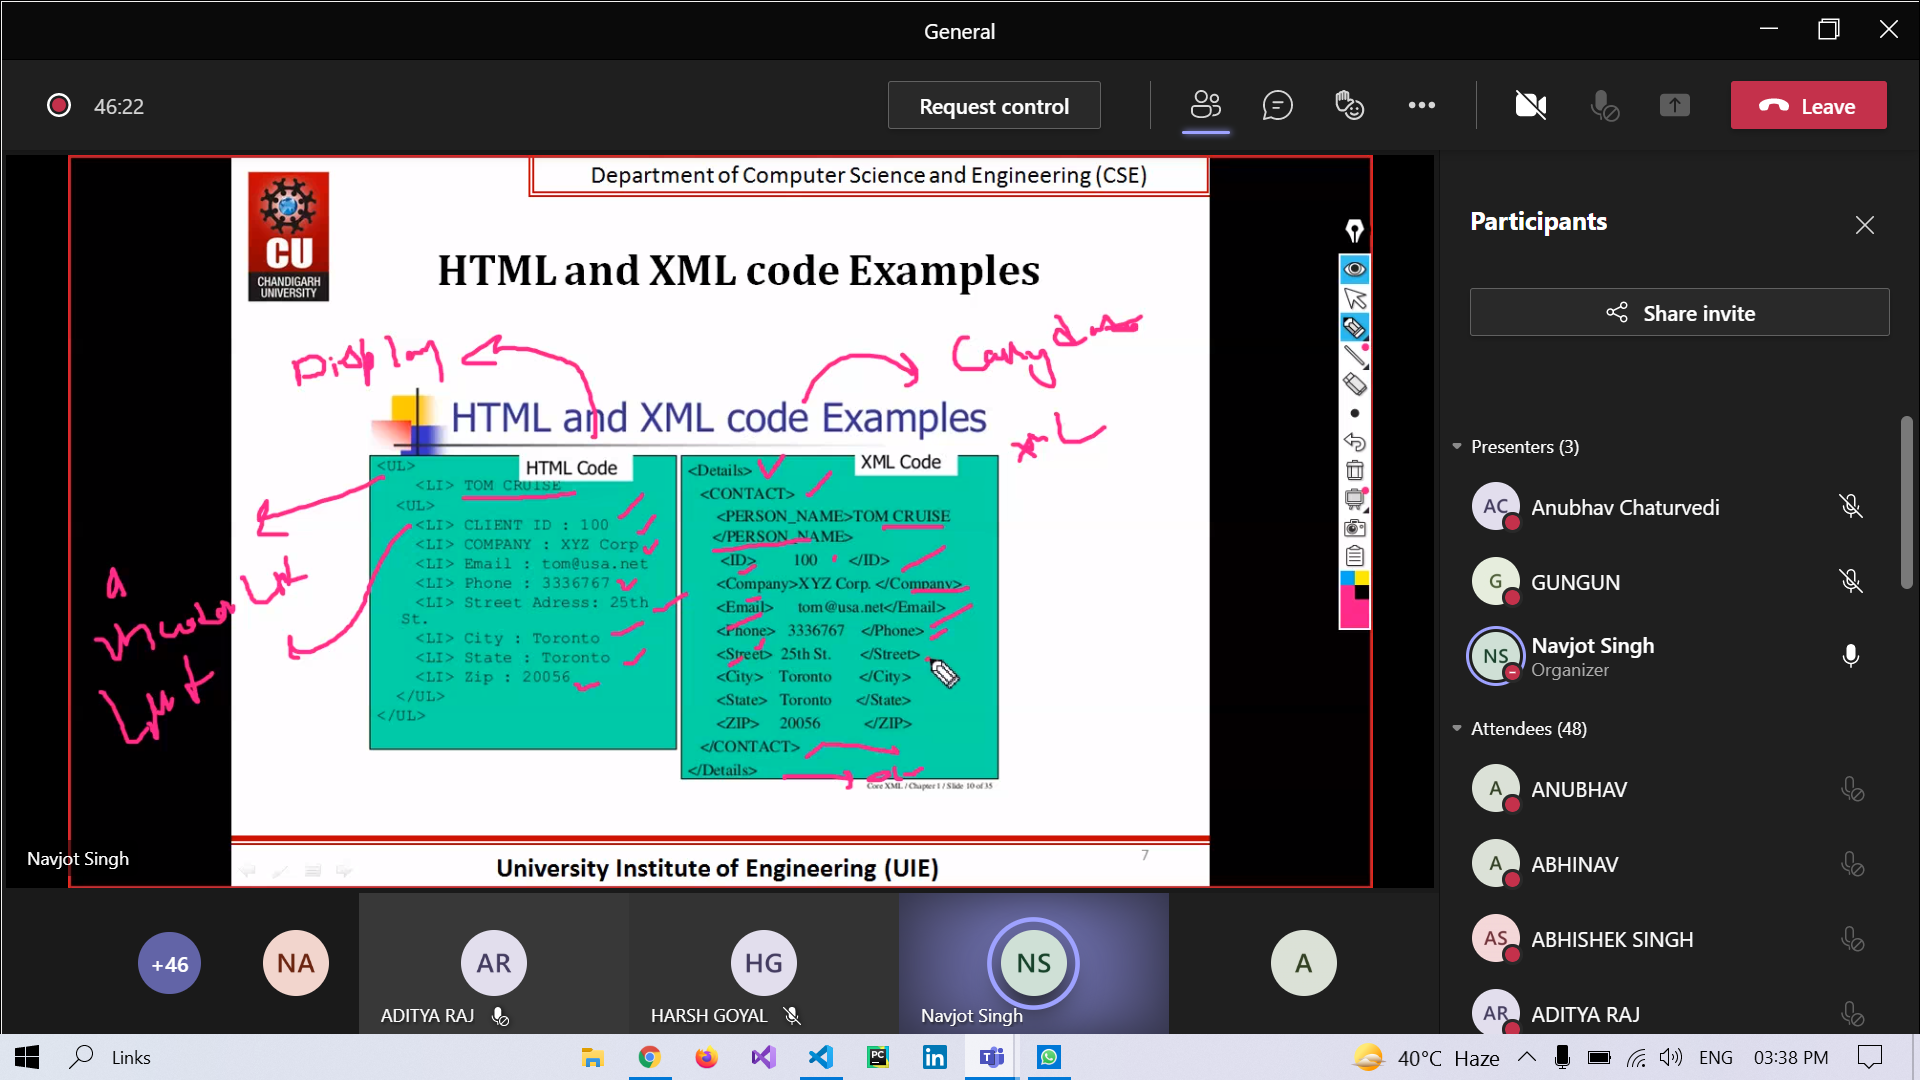 General
46:22
Request control
Leave
Department of Computer Science and Engineering (CSE)
CU
CHANDIGARH
UNIVERSITY
HTML and XML code Examples
Display
Carry data
HTML and XML code Examples
XML
HTML Code
<UL>
<LI> TOM CRUISE
<UL>
<LI> CLIENT ID : 100
<LI> COMPANY : XYZ Corp
<LI> Email : tom@usa.net
<LI> Phone : 3336767
<LI> Street Adress: 25th
St.
<LI> City : Toronto
<LI> State : Toronto
<LI> Zip : 20056
</UL>
</UL>
XML Code
<Details>
<CONTACT>
<PERSON_NAME>TOM CRUISE
</PERSON_NAME>
<ID> 100 </ID>
<Company>XYZ Corp. </Company>
<Email> tom@usa.net</Email>
<Phone> 3336767 </Phone>
<Street> 25th St. </Street>
<City> Toronto </City>
<State> Toronto </State>
<ZIP> 20056 </ZIP>
</CONTACT>
</Details>
Core XML / Chapter 1 / Slide 10 of 35
List
List
7
University Institute of Engineering (UIE)
Navjot Singh
Participants
Share invite
Presenters (3)
AC
Anubhav Chaturvedi
G
GUNGUN
NS
Navjot Singh
Organizer
Attendees (48)
A
ANUBHAV
A
ABHINAV
AS
ABHISHEK SINGH
AR
ADITYA RAJ
+46
NA
AR
ADITYA RAJ
HG
HARSH GOYAL
NS
Navjot Singh
A
Links
PC
in
40°C Haze
ENG
03:38 PM